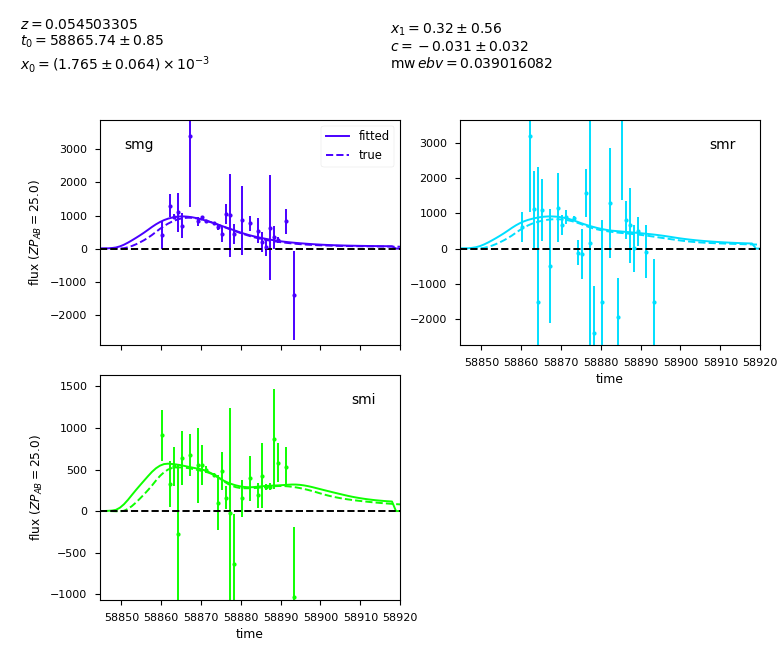 z = 0.054503305
t₀ = 58865.74 ± 0.85
x₀ = (1.765 ± 0.064) × 10⁻³
x₁ = 0.32 ± 0.56
c = −0.031 ± 0.032
mw ebv = 0.039016082
smg
fitted
true
3000
2000
1000
0
−1000
−2000
flux (ZP_AB = 25.0)
smr
3000
2000
1000
0
−1000
−2000
58850 58860 58870 58880 58890 58900 58910 58920
time
smi
1500
1000
500
0
−500
−1000
flux (ZP_AB = 25.0)
58850 58860 58870 58880 58890 58900 58910 58920
time